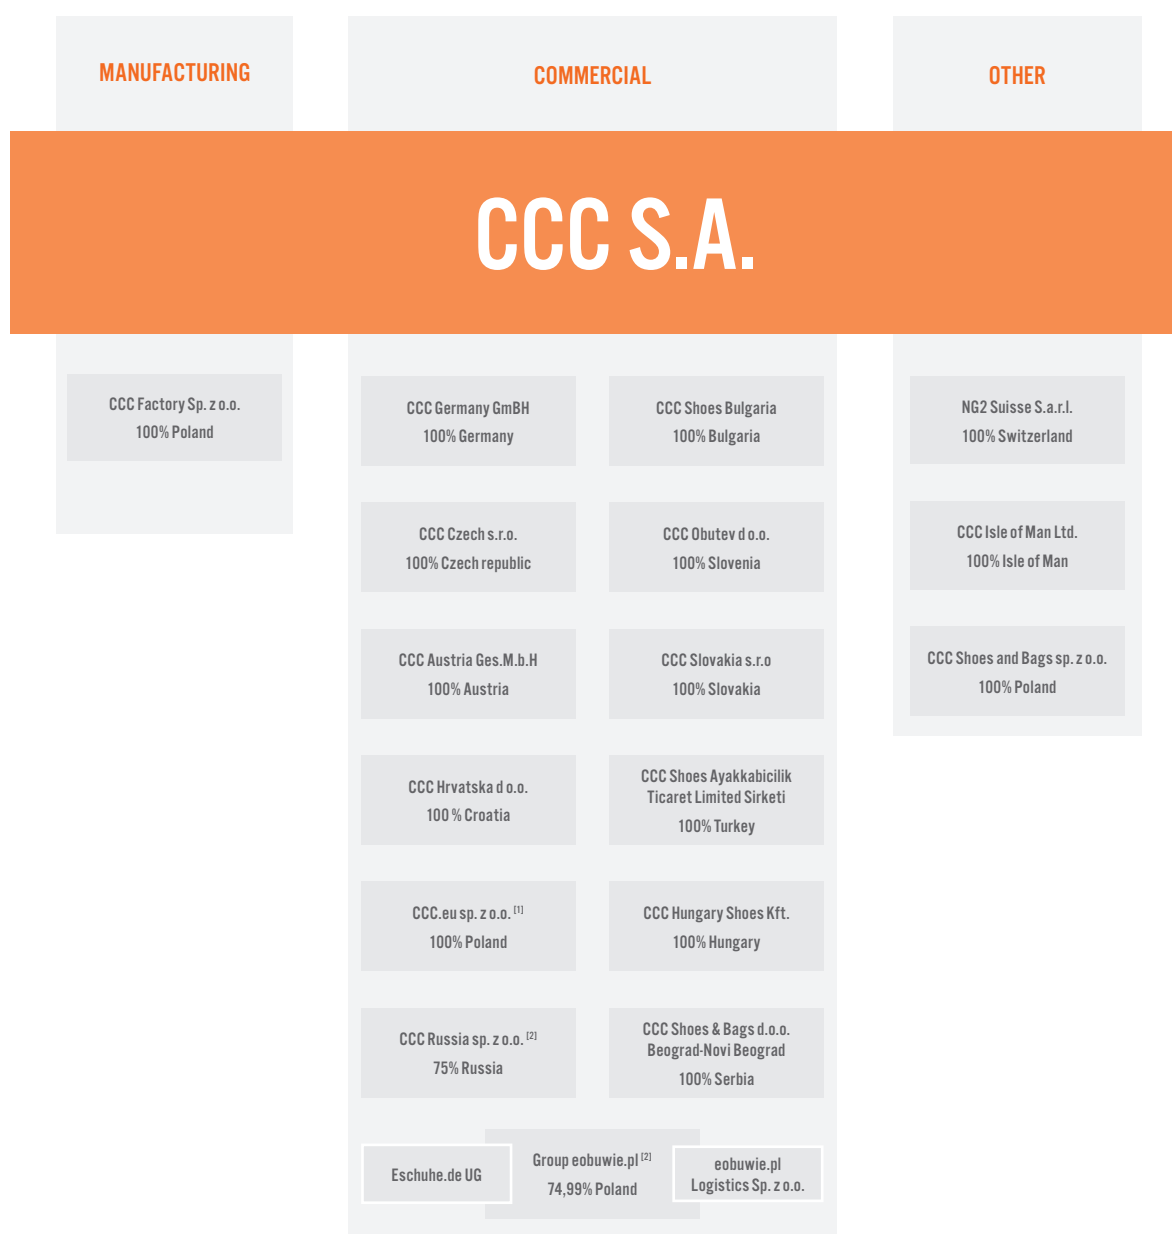 MANUFACTURING
COMMERCIAL
OTHER
CCC S.A.
CCC Factory Sp. z o.o.
100% Poland
CCC Germany GmBH
100% Germany
CCC Shoes Bulgaria
100% Bulgaria
NG2 Suisse S.a.r.l.
100% Switzerland
CCC Czech s.r.o.
100% Czech republic
CCC Obutev d o.o.
100% Slovenia
CCC Isle of Man Ltd.
100% Isle of Man
CCC Austria Ges.M.b.H
100% Austria
CCC Slovakia s.r.o
100% Slovakia
CCC Shoes and Bags sp. z o.o.
100% Poland
CCC Hrvatska d o.o.
100 % Croatia
CCC Shoes Ayakkabicilik
Ticaret Limited Sirketi
100% Turkey
CCC.eu sp. z o.o. [1]
100% Poland
CCC Hungary Shoes Kft.
100% Hungary
CCC Russia sp. z o.o. [2]
75% Russia
CCC Shoes & Bags d.o.o.
Beograd-Novi Beograd
100% Serbia
Eschuhe.de UG
Group eobuwie.pl [2]
74,99% Poland
eobuwie.pl
Logistics Sp. z o.o.